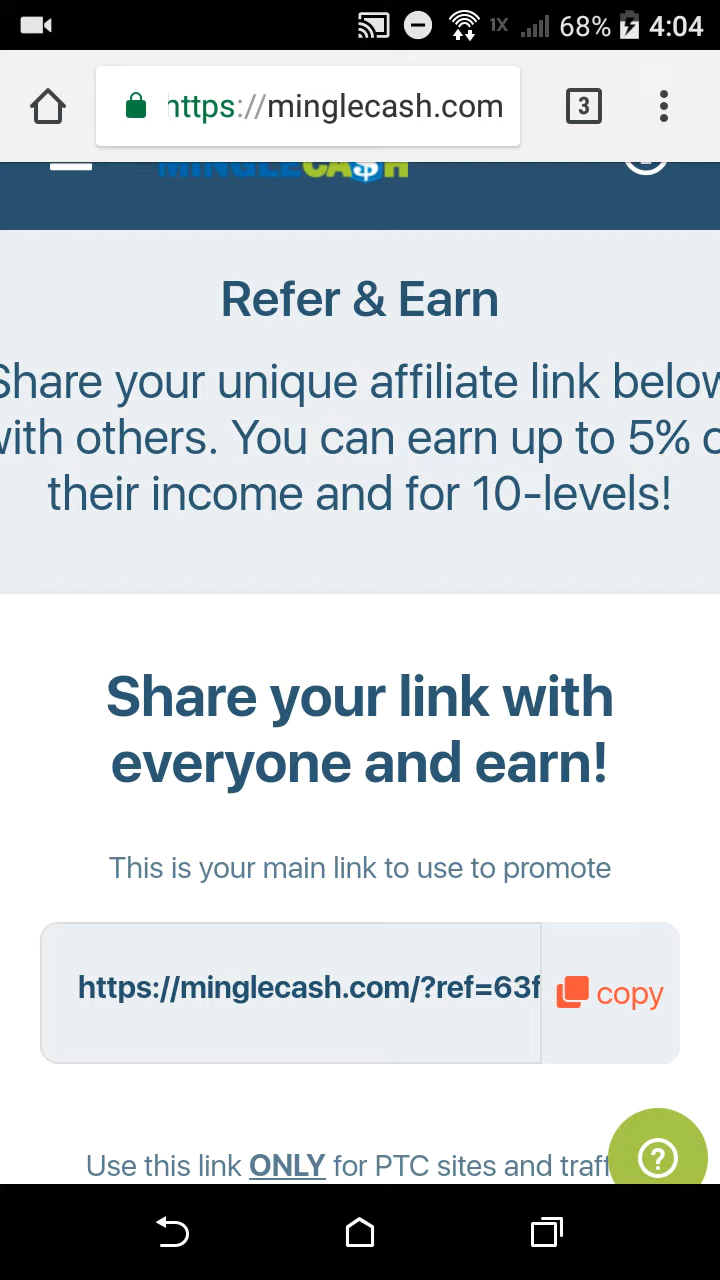 1X 68% 4:04
https://minglecash.com 3
MINGLECA$H
Refer & Earn
Share your unique affiliate link below
with others. You can earn up to 5%
their income and for 10-levels!
Share your link with
everyone and earn!
This is your main link to use to promote
https://minglecash.com/?ref=63f copy
Use this link ONLY for PTC sites and traff
?